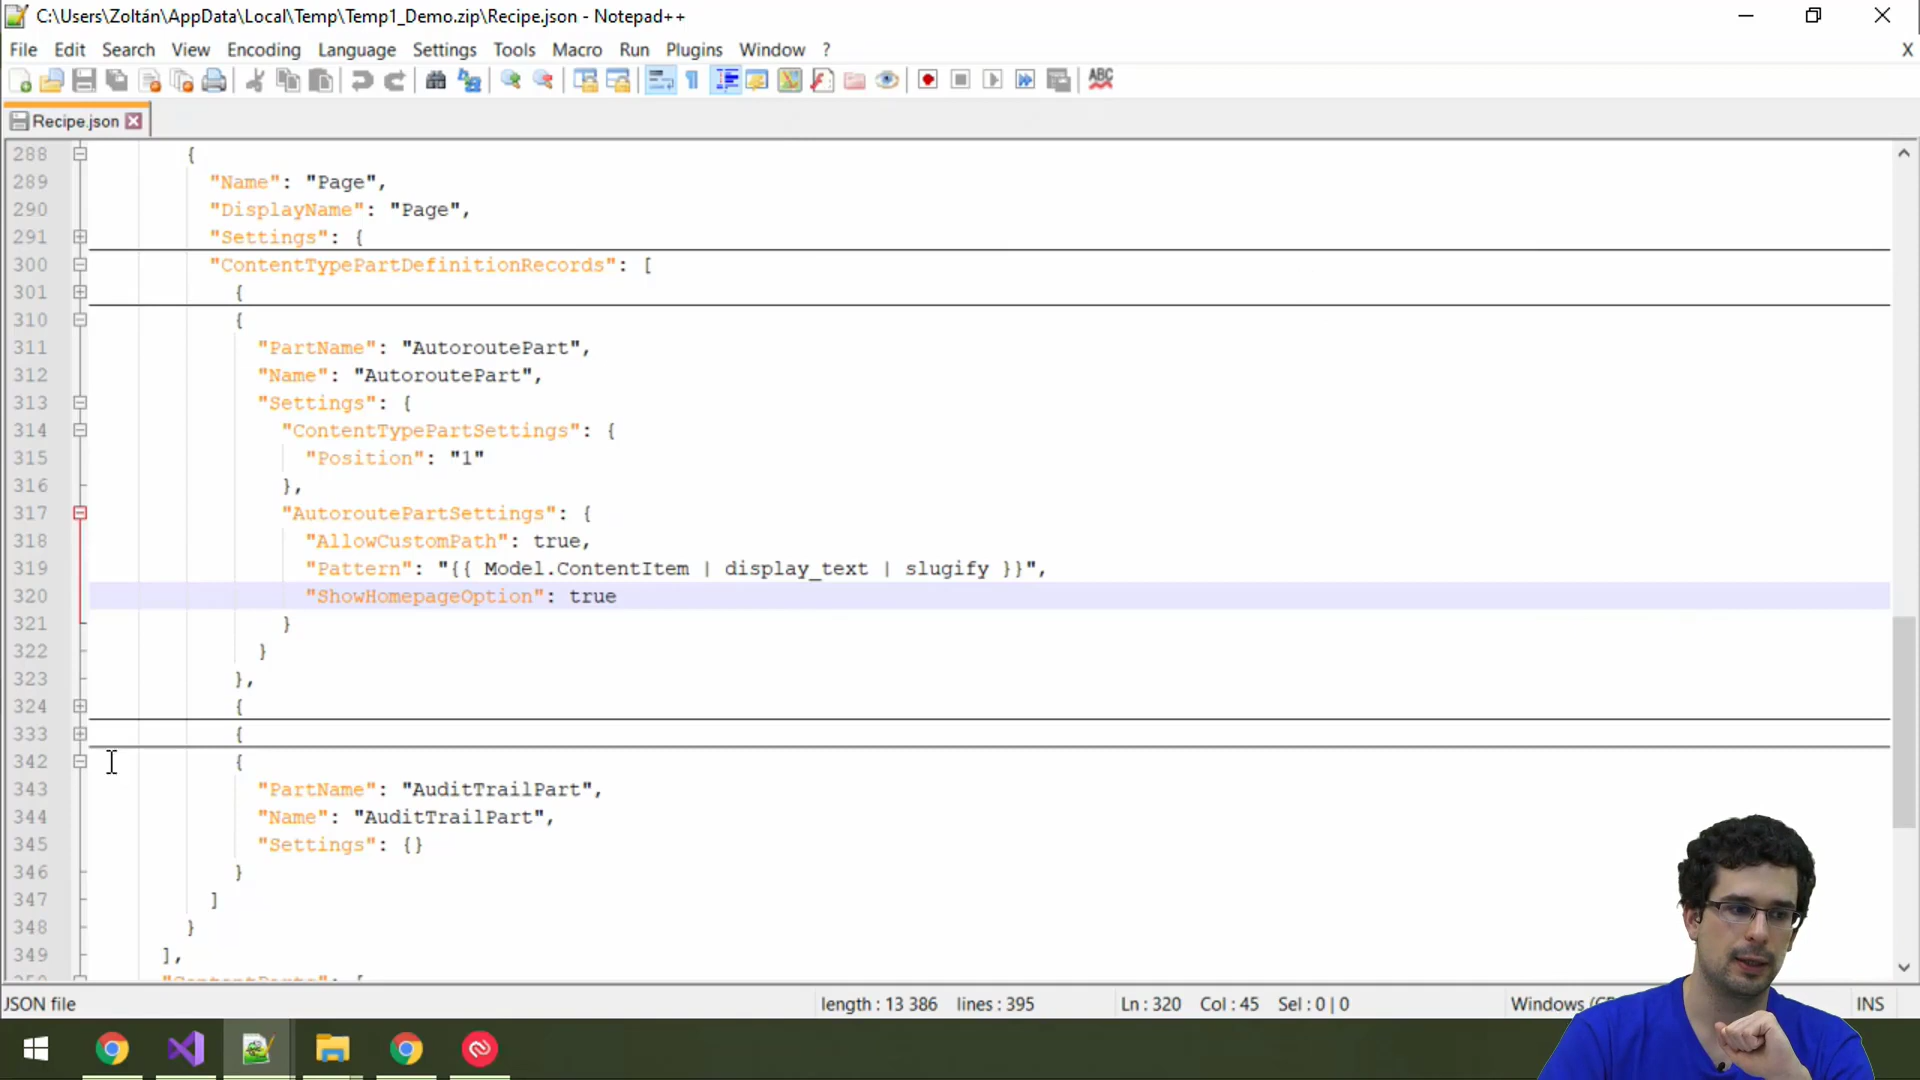 C:\Users\Zoltán\AppData\Local\Temp\Temp1_Demo.zip\Recipe.json - Notepad++
File Edit Search View Encoding Language Settings Tools Macro Run Plugins Window ? X
ABC
Recipe.json
288 {
289 "Name": "Page",
290 "DisplayName": "Page",
291 "Settings": {
300 "ContentTypePartDefinitionRecords": [
301 {
310 {
311 "PartName": "AutoroutePart",
312 "Name": "AutoroutePart",
313 "Settings": {
314 "ContentTypePartSettings": {
315 "Position": "1"
316 },
317 "AutoroutePartSettings": {
318 "AllowCustomPath": true,
319 "Pattern": "{{ Model.ContentItem | display_text | slugify }}",
320 "ShowHomepageOption": true
321 }
322 }
323 },
324 {
333 {
342 {
343 "PartName": "AuditTrailPart",
344 "Name": "AuditTrailPart",
345 "Settings": {}
346 }
347 ]
348 }
349 ],
JSON file length : 13 386 lines : 395 Ln : 320 Col : 45 Sel : 0 | 0 Windows INS